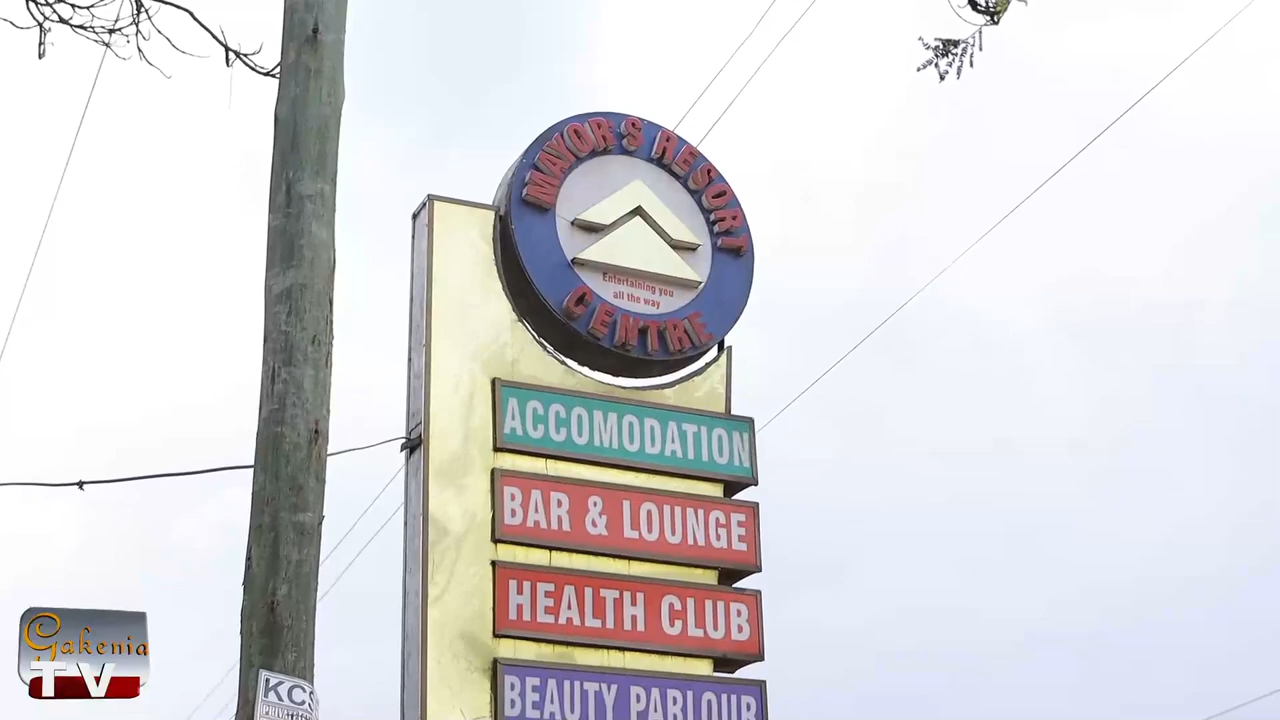 MAYOR'S RESORT
CENTRE
Entertaining you
all the way
ACCOMODATION
BAR & LOUNGE
HEALTH CLUB
BEAUTY PARLOUR
Gakenia
TV
KCS